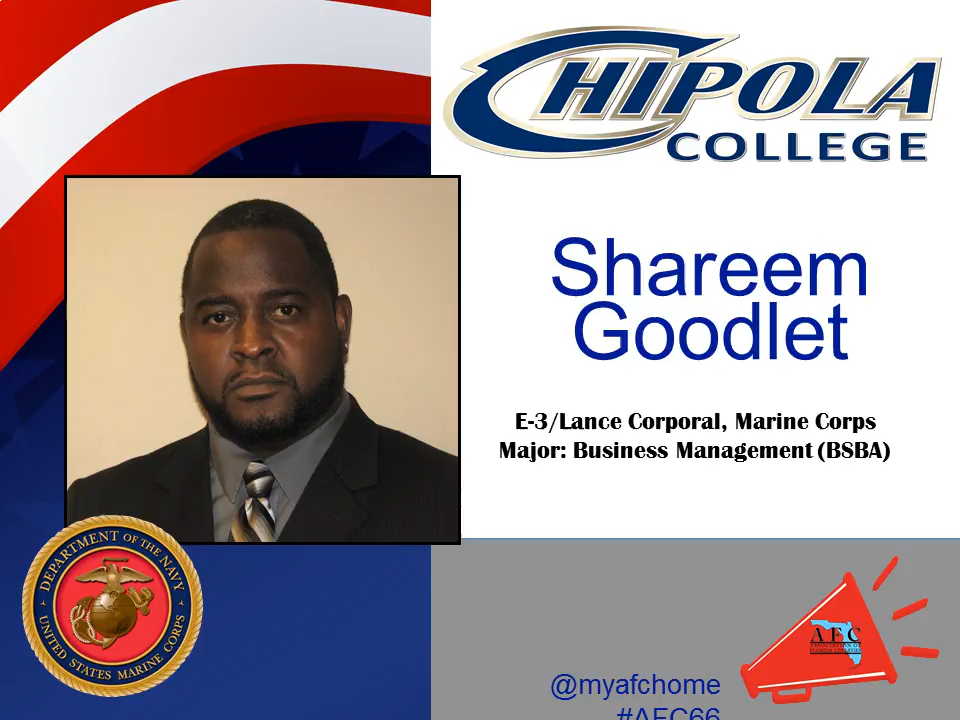 CHIPOLA
COLLEGE
Shareem
Goodlet
E-3/Lance Corporal, Marine Corps
Major: Business Management (BSBA)
DEPARTMENT OF THE NAVY
UNITED STATES MARINE CORPS
AFC
@myafchome
#AFC66